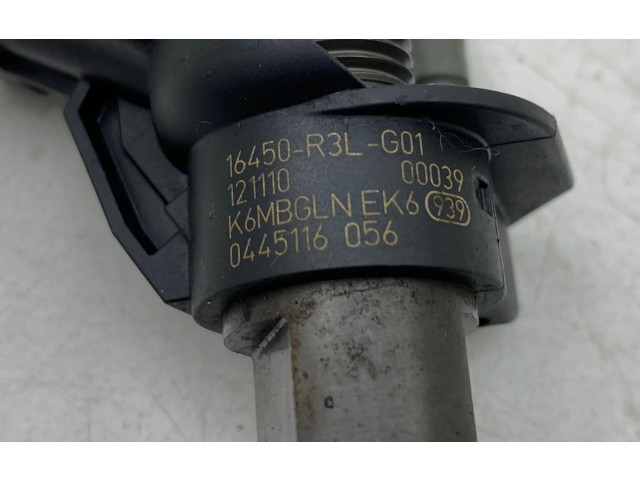 16450-R3L-G01
121110 00039
K6MBGLN EK6 939
0445116 056